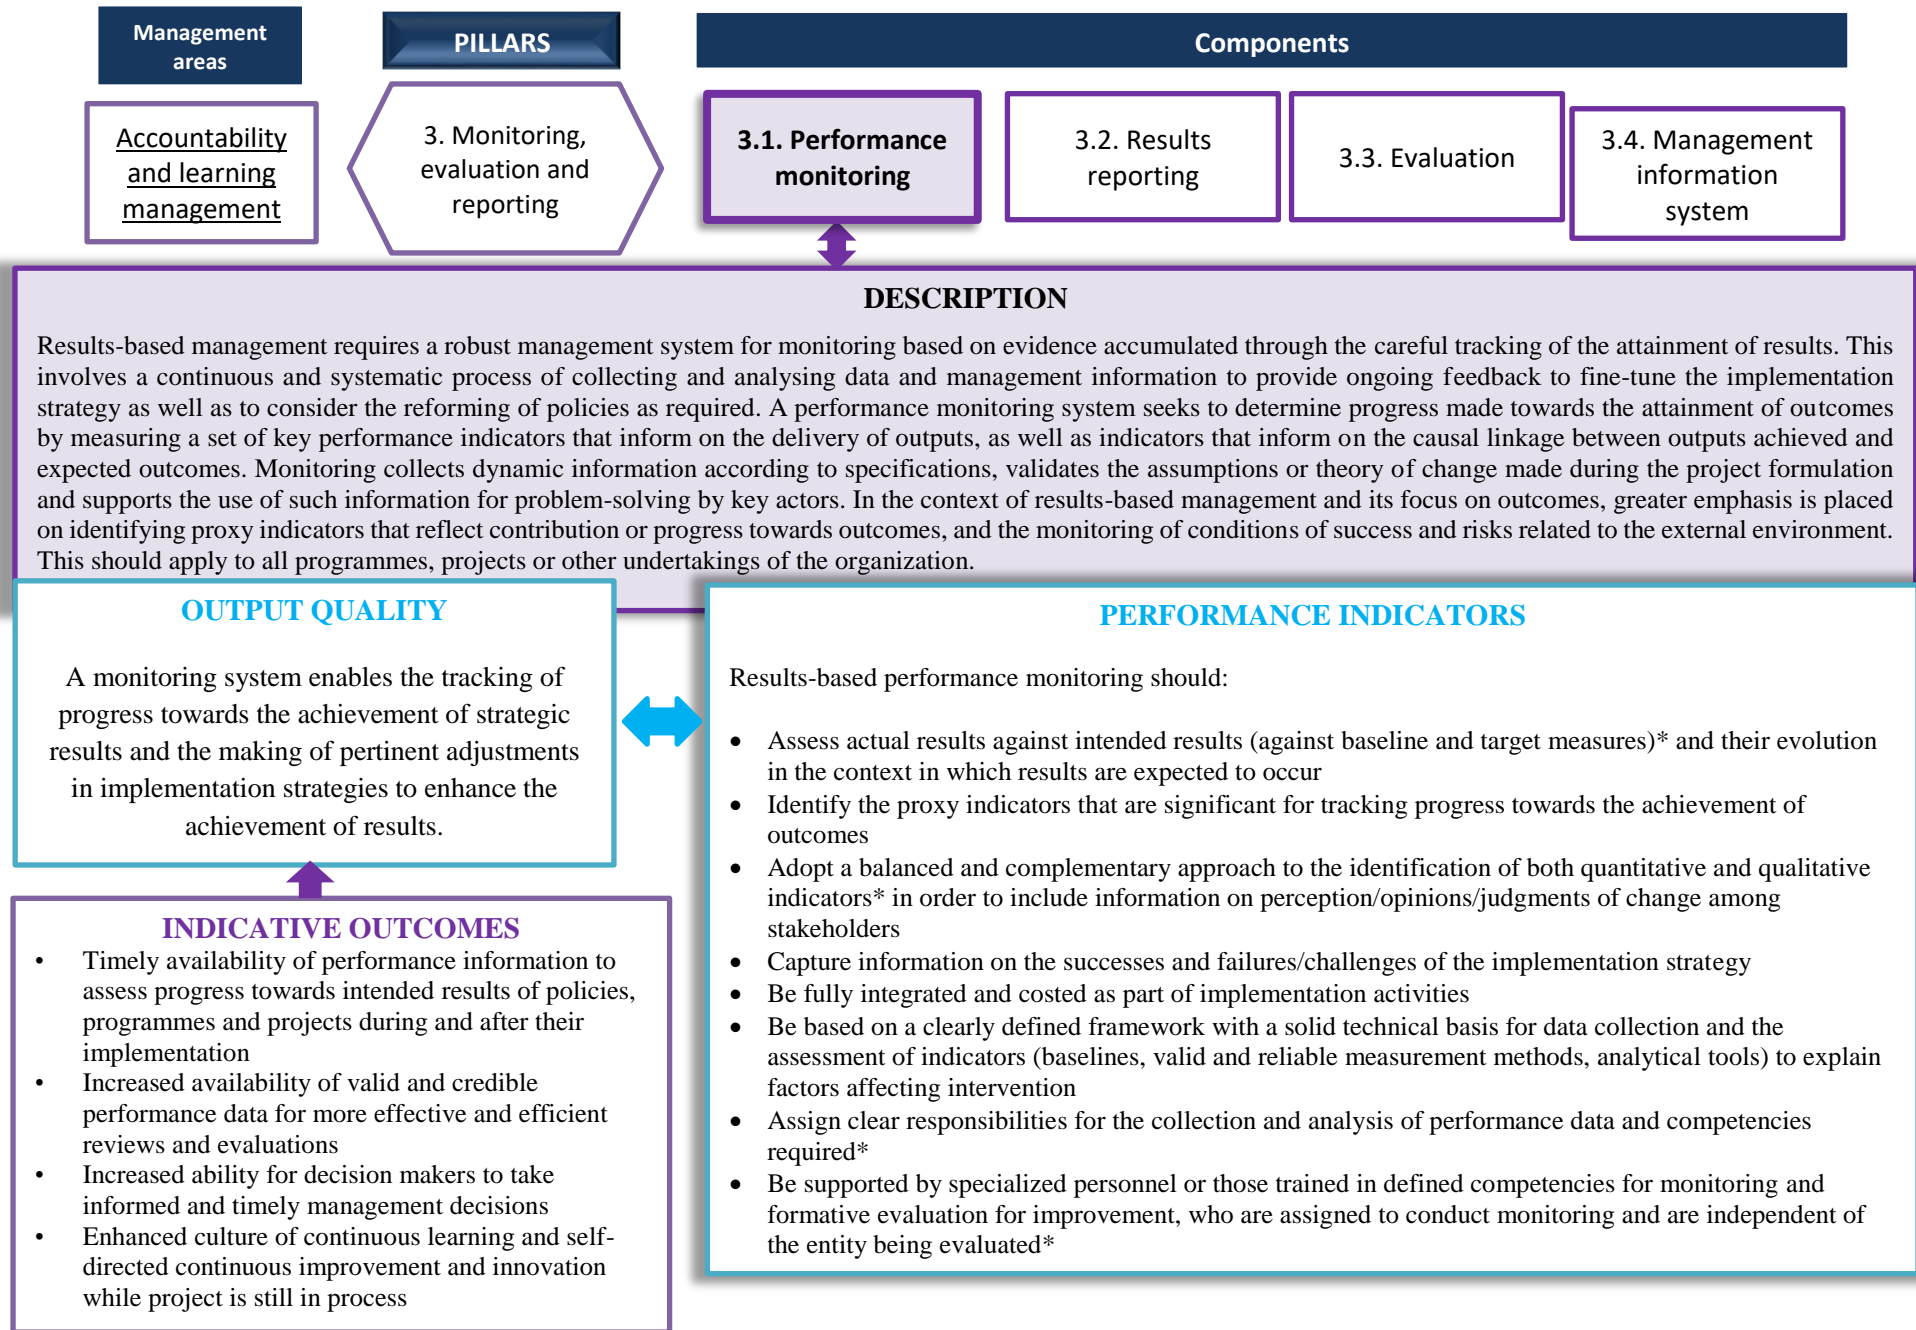 Management
areas
PILLARS
Components
Accountability
and learning
management
3. Monitoring,
evaluation and
reporting
3.1. Performance
monitoring
3.2. Results
reporting
3.3. Evaluation
3.4. Management
information
system
DESCRIPTION
Results-based management requires a robust management system for monitoring based on evidence accumulated through the careful tracking of the attainment of results. This
involves a continuous and systematic process of collecting and analysing data and management information to provide ongoing feedback to fine-tune the implementation
strategy as well as to consider the reforming of policies as required. A performance monitoring system seeks to determine progress made towards the attainment of outcomes
by measuring a set of key performance indicators that inform on the delivery of outputs, as well as indicators that inform on the causal linkage between outputs achieved and
expected outcomes. Monitoring collects dynamic information according to specifications, validates the assumptions or theory of change made during the project formulation
and supports the use of such information for problem-solving by key actors. In the context of results-based management and its focus on outcomes, greater emphasis is placed
on identifying proxy indicators that reflect contribution or progress towards outcomes, and the monitoring of conditions of success and risks related to the external environment.
This should apply to all programmes, projects or other undertakings of the organization.
OUTPUT QUALITY
A monitoring system enables the tracking of
progress towards the achievement of strategic
results and the making of pertinent adjustments
in implementation strategies to enhance the
achievement of results.
INDICATIVE OUTCOMES
• Timely availability of performance information to
assess progress towards intended results of policies,
programmes and projects during and after their
implementation
• Increased availability of valid and credible
performance data for more effective and efficient
reviews and evaluations
• Increased ability for decision makers to take
informed and timely management decisions
• Enhanced culture of continuous learning and self-
directed continuous improvement and innovation
while project is still in process
PERFORMANCE INDICATORS
Results-based performance monitoring should:
• Assess actual results against intended results (against baseline and target measures)* and their evolution
in the context in which results are expected to occur
• Identify the proxy indicators that are significant for tracking progress towards the achievement of
outcomes
• Adopt a balanced and complementary approach to the identification of both quantitative and qualitative
indicators* in order to include information on perception/opinions/judgments of change among
stakeholders
• Capture information on the successes and failures/challenges of the implementation strategy
• Be fully integrated and costed as part of implementation activities
• Be based on a clearly defined framework with a solid technical basis for data collection and the
assessment of indicators (baselines, valid and reliable measurement methods, analytical tools) to explain
factors affecting intervention
• Assign clear responsibilities for the collection and analysis of performance data and competencies
required*
• Be supported by specialized personnel or those trained in defined competencies for monitoring and
formative evaluation for improvement, who are assigned to conduct monitoring and are independent of
the entity being evaluated*